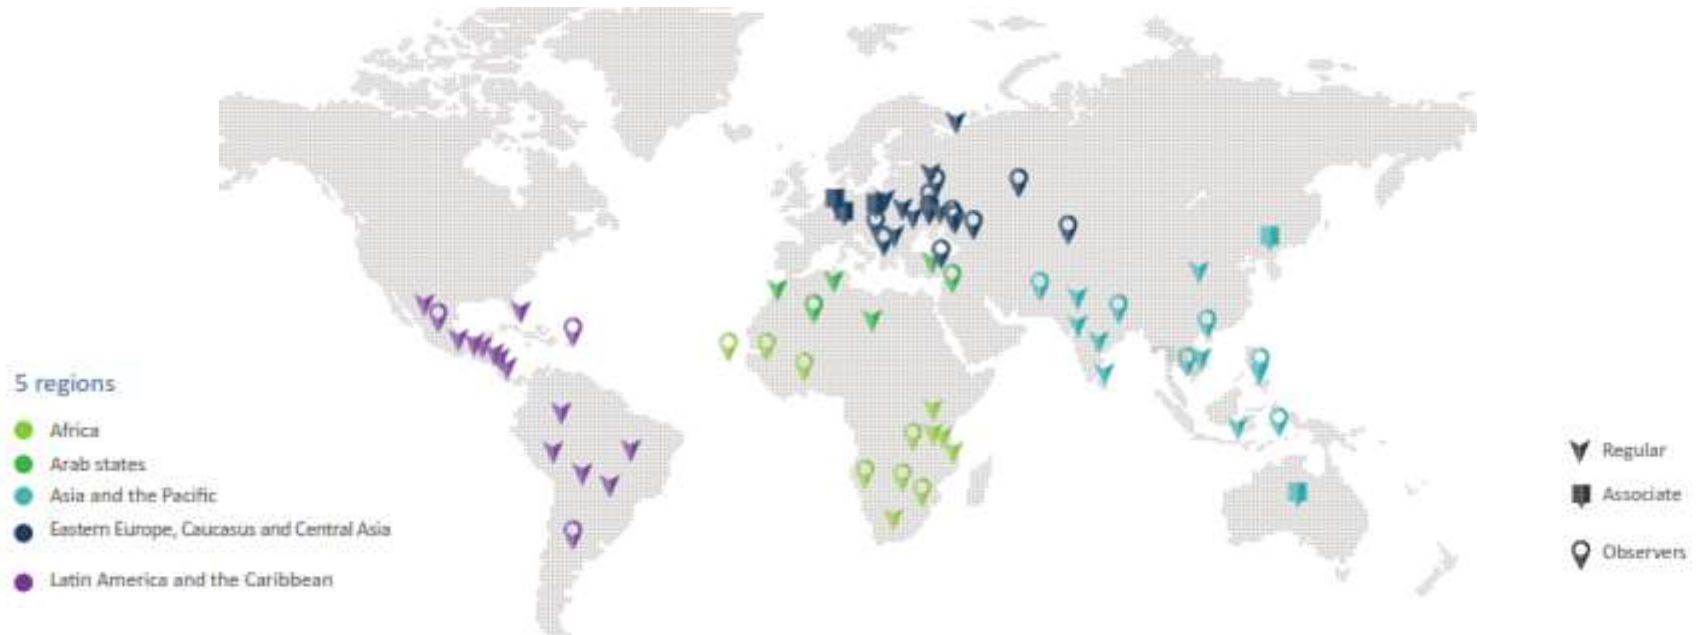 5 regions
Africa
Arab states
Asia and the Pacific
Eastern Europe, Caucasus and Central Asia
Latin America and the Caribbean
Regular
Associate
Observers